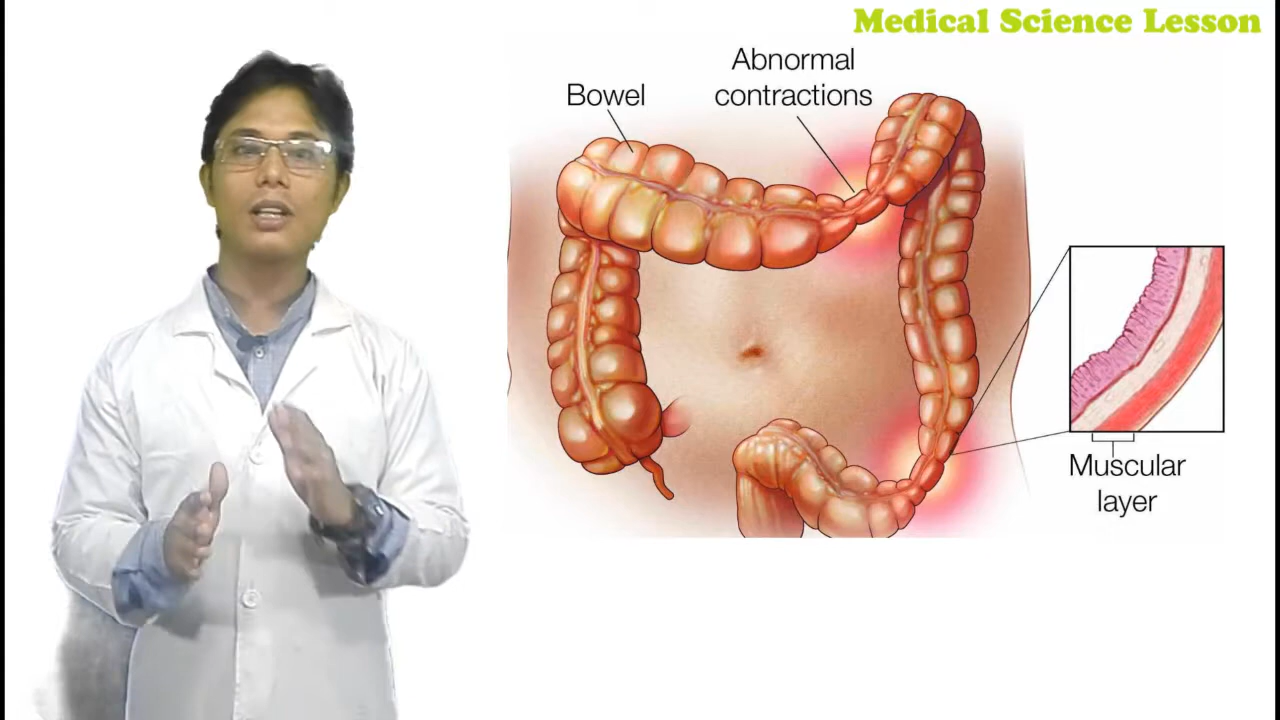 Medical Science Lesson
Abnormal
contractions
Bowel
Muscular
layer